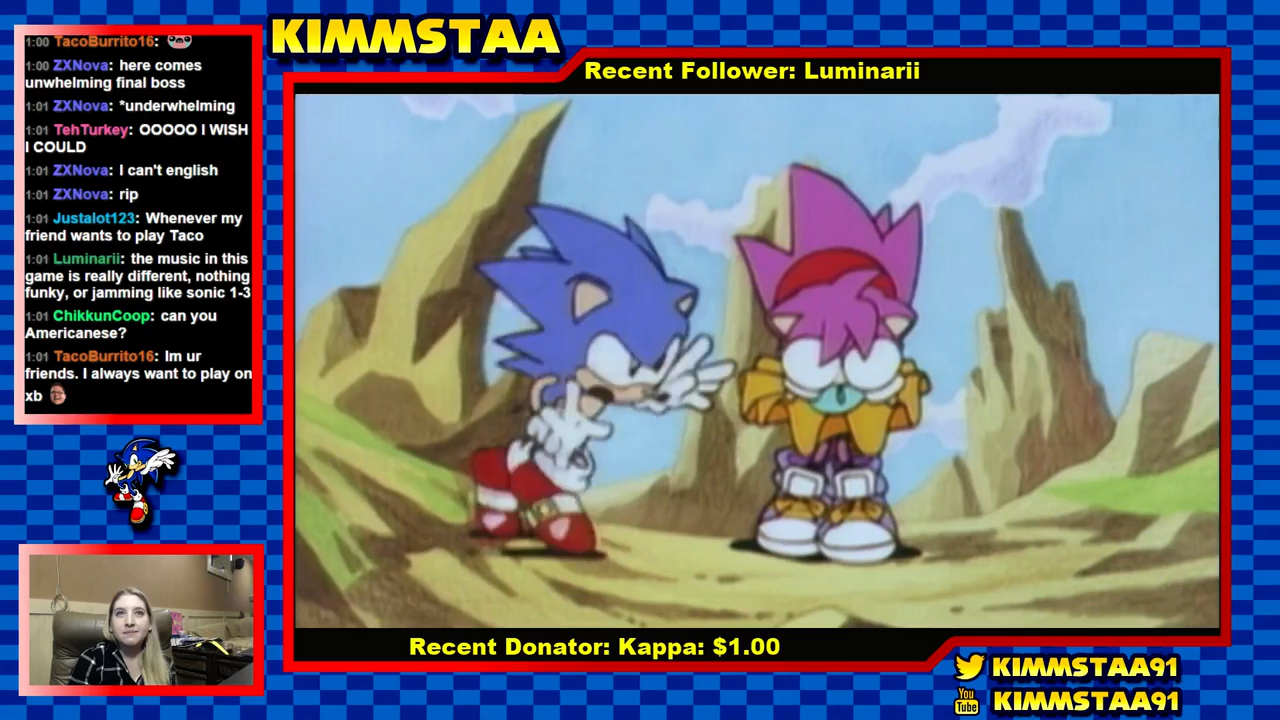 1:00 TacoBurrito16:
1:00 ZXNova: here comes
unwhelming final boss
1:01 ZXNova: *underwhelming
1:01 TehTurkey: OOOOO I WISH
I COULD
1:01 ZXNova: I can't english
1:01 ZXNova: rip
1:01 Justalot123: Whenever my
friend wants to play Taco
1:01 Luminarii: the music in this
game is really different, nothing
funky, or jamming like sonic 1-3
1:01 ChikkunCoop: can you
Americanese?
1:01 TacoBurrito16: Im ur
friends. I always want to play on
xb
KIMMSTAA
Recent Follower: Luminarii
Recent Donator: Kappa: $1.00
KIMMSTAA91
You Tube KIMMSTAA91